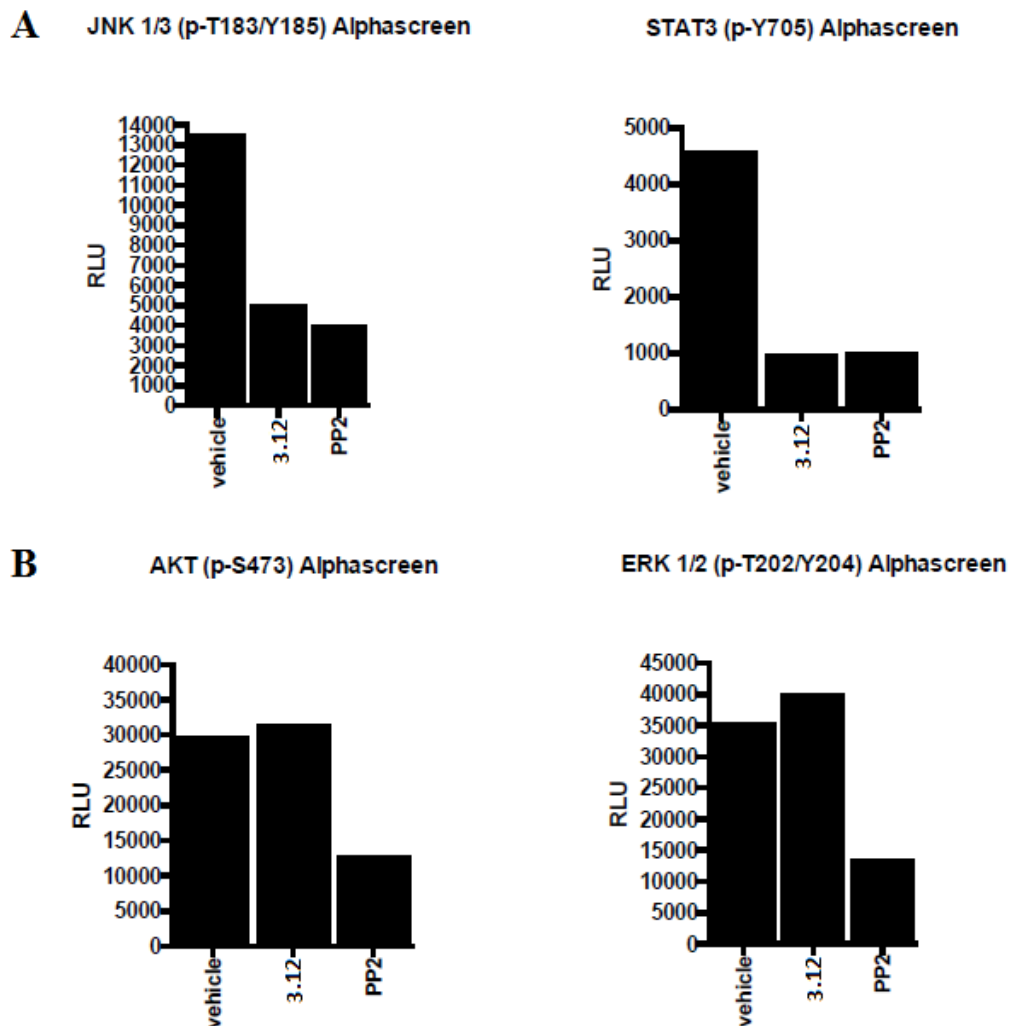 A
JNK 1/3 (p-T183/Y185) Alphascreen
RLU
14000
13000
12000
11000
10000
9000
8000
7000
6000
5000
4000
3000
2000
1000
0
vehicle
3.12
PP2
STAT3 (p-Y705) Alphascreen
RLU
5000
4000
3000
2000
1000
0
vehicle
3.12
PP2
B
AKT (p-S473) Alphascreen
RLU
40000
35000
30000
25000
20000
15000
10000
5000
0
vehicle
3.12
PP2
ERK 1/2 (p-T202/Y204) Alphascreen
RLU
45000
40000
35000
30000
25000
20000
15000
10000
5000
0
vehicle
3.12
PP2